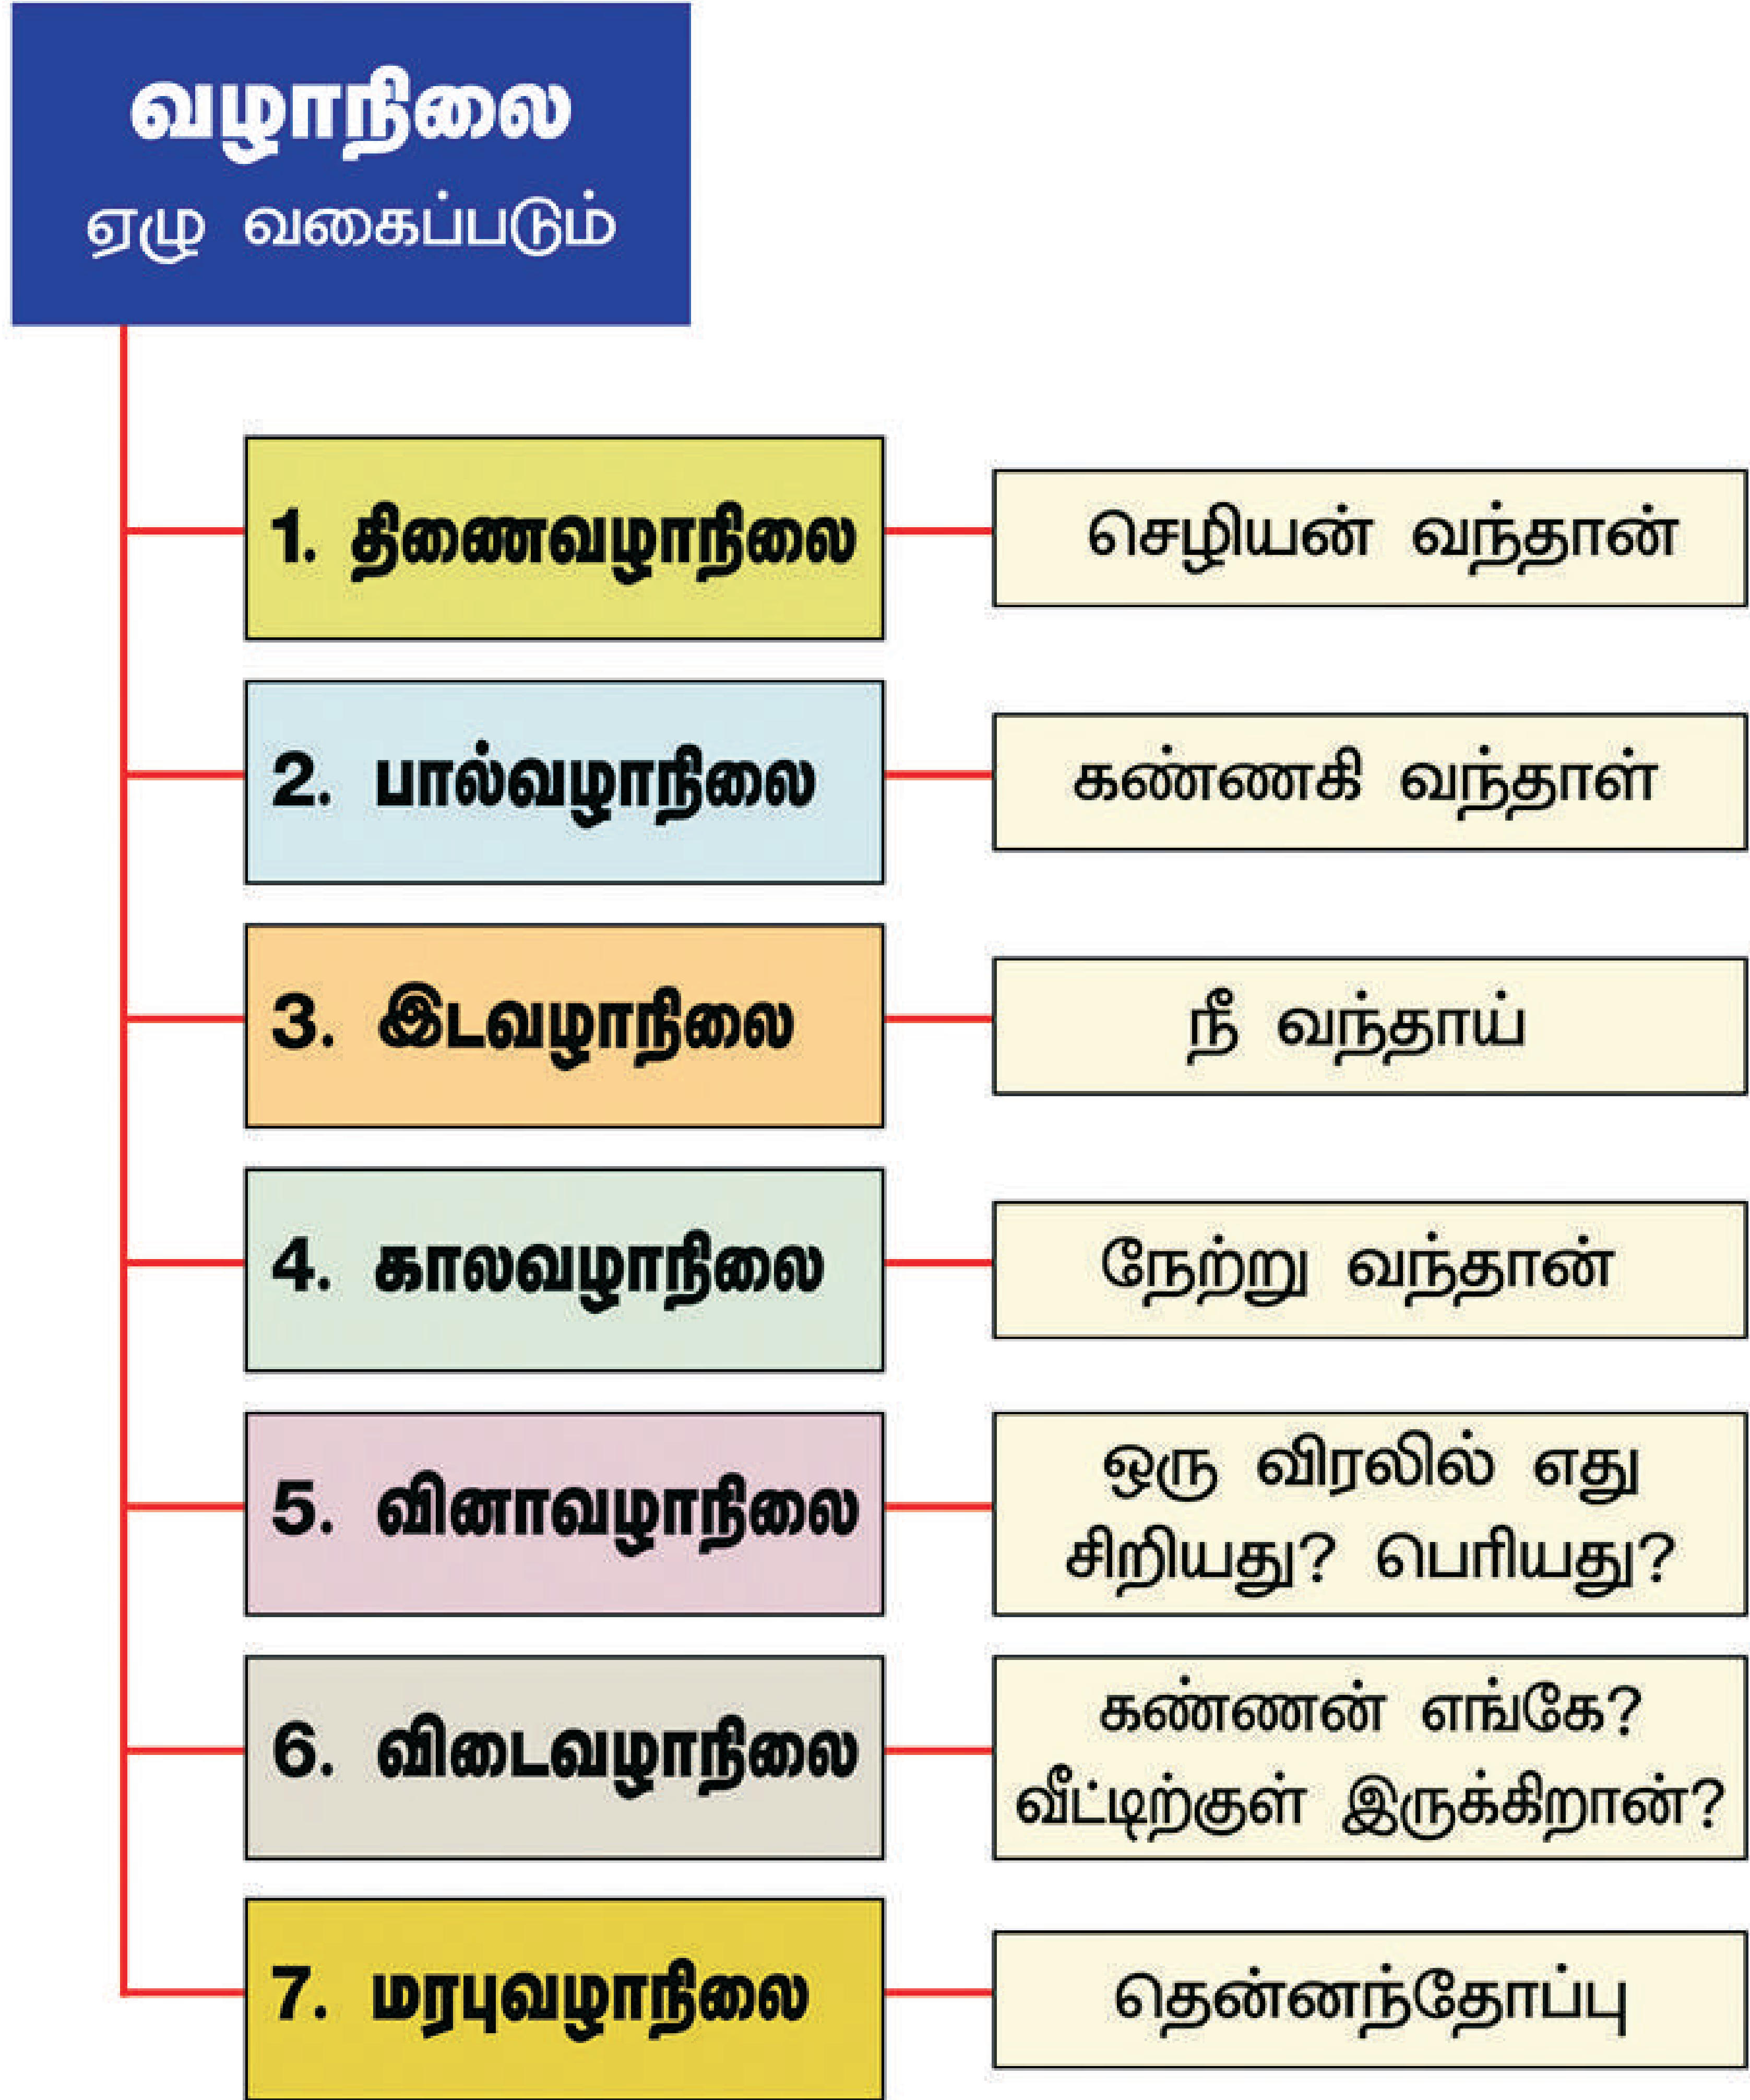 வழாநிலை
ஏழு வகைப்படும்
1. திணைவழாநிலை
செழியன் வந்தான்
2. பால்வழாநிலை
கண்ணகி வந்தாள்
3. இடவழாநிலை
நீ வந்தாய்
4. காலவழாநிலை
நேற்று வந்தான்
5. வினாவழாநிலை
ஒரு விரலில் எது
சிறியது? பெரியது?
6. விடைவழாநிலை
கண்ணன் எங்கே?
வீட்டிற்குள் இருக்கிறான்?
7. மரபுவழாநிலை
தென்னந்தோப்பு